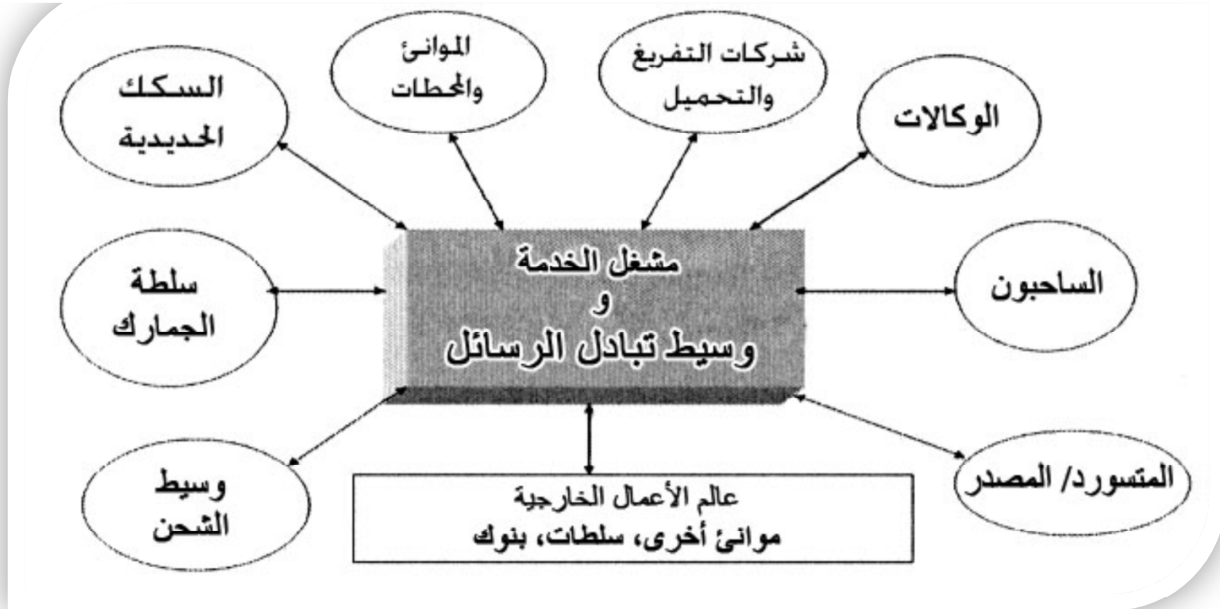 السكك
الحديدية
الموانئ
والمحطات
شركات التفريغ
والتحميل
الوكالات
مشغل الخدمة
و
وسيط تبادل الرسائل
سلطة
الجمارك
الساحبون
وسيط
الشحن
عالم الأعمال الخارجية
موانئ أخرى، سلطات، بنوك
المتسورد/ المصدر